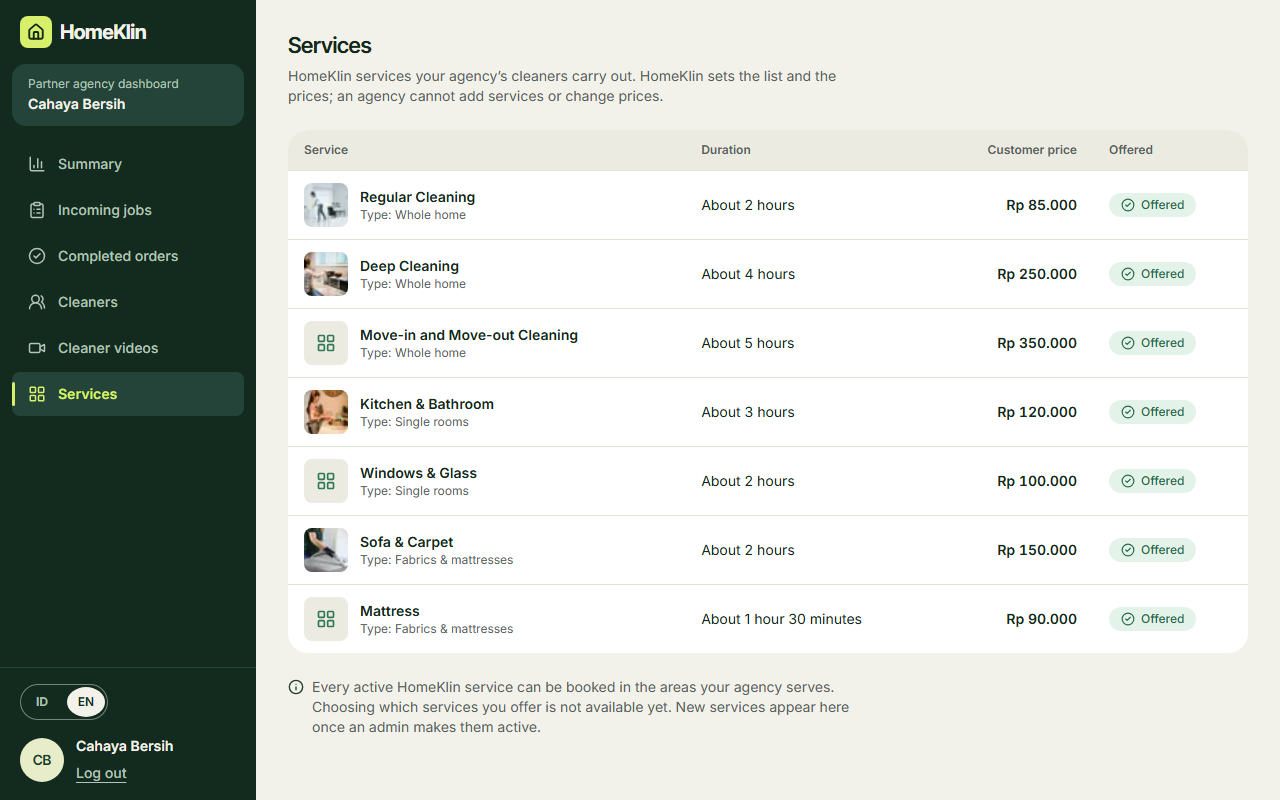 HomeKlin
Partner agency dashboard
Cahaya Bersih
Summary
Incoming jobs
Completed orders
Cleaners
Cleaner videos
Services
ID
EN
CB
Cahaya Bersih
Log out
Services
HomeKlin services your agency’s cleaners carry out. HomeKlin sets the list and the
prices; an agency cannot add services or change prices.
Service Duration Customer price Offered
Regular Cleaning
Type: Whole home
About 2 hours
Rp 85.000
Offered
Deep Cleaning
Type: Whole home
About 4 hours
Rp 250.000
Offered
Move-in and Move-out Cleaning
Type: Whole home
About 5 hours
Rp 350.000
Offered
Kitchen & Bathroom
Type: Single rooms
About 3 hours
Rp 120.000
Offered
Windows & Glass
Type: Single rooms
About 2 hours
Rp 100.000
Offered
Sofa & Carpet
Type: Fabrics & mattresses
About 2 hours
Rp 150.000
Offered
Mattress
Type: Fabrics & mattresses
About 1 hour 30 minutes
Rp 90.000
Offered
Every active HomeKlin service can be booked in the areas your agency serves.
Choosing which services you offer is not available yet. New services appear here
once an admin makes them active.